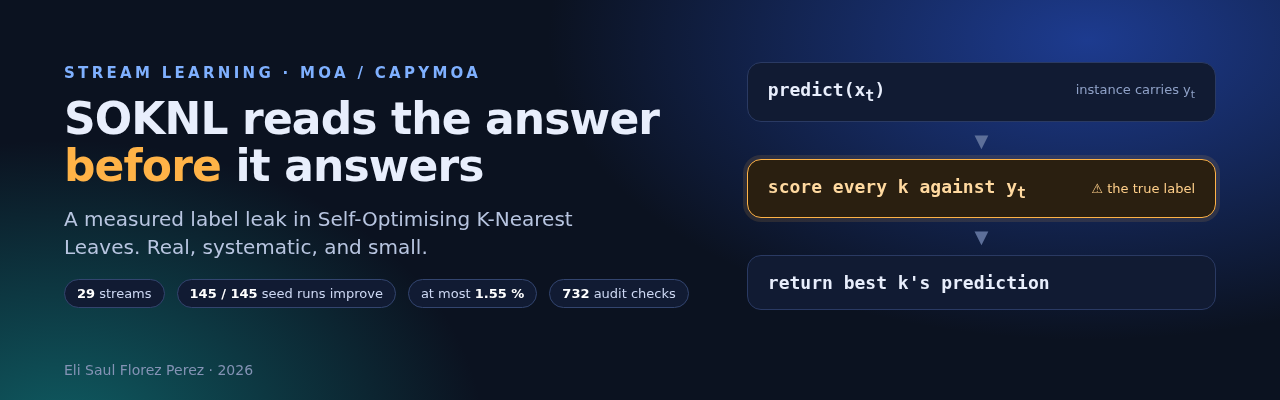 STREAM LEARNING · MOA / CAPYMOA
SOKNL reads the answer
before it answers
A measured label leak in Self-Optimising K-Nearest
Leaves. Real, systematic, and small.
29 streams
145 / 145 seed runs improve
at most 1.55 %
732 audit checks
Eli Saul Florez Perez · 2026
predict(xt)
instance carries yt
▼
score every k against yt
⚠ the true label
▼
return best k's prediction